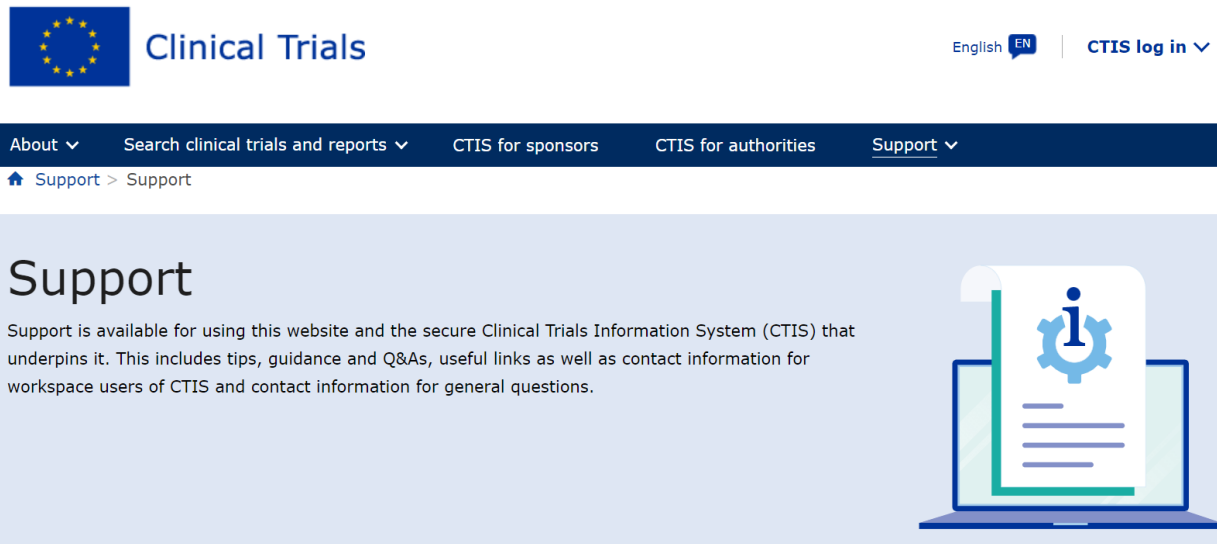 Clinical Trials
English EN
CTIS log in
About
Search clinical trials and reports
CTIS for sponsors
CTIS for authorities
Support
Support > Support
Support
Support is available for using this website and the secure Clinical Trials Information System (CTIS) that
underpins it. This includes tips, guidance and Q&As, useful links as well as contact information for
workspace users of CTIS and contact information for general questions.
i